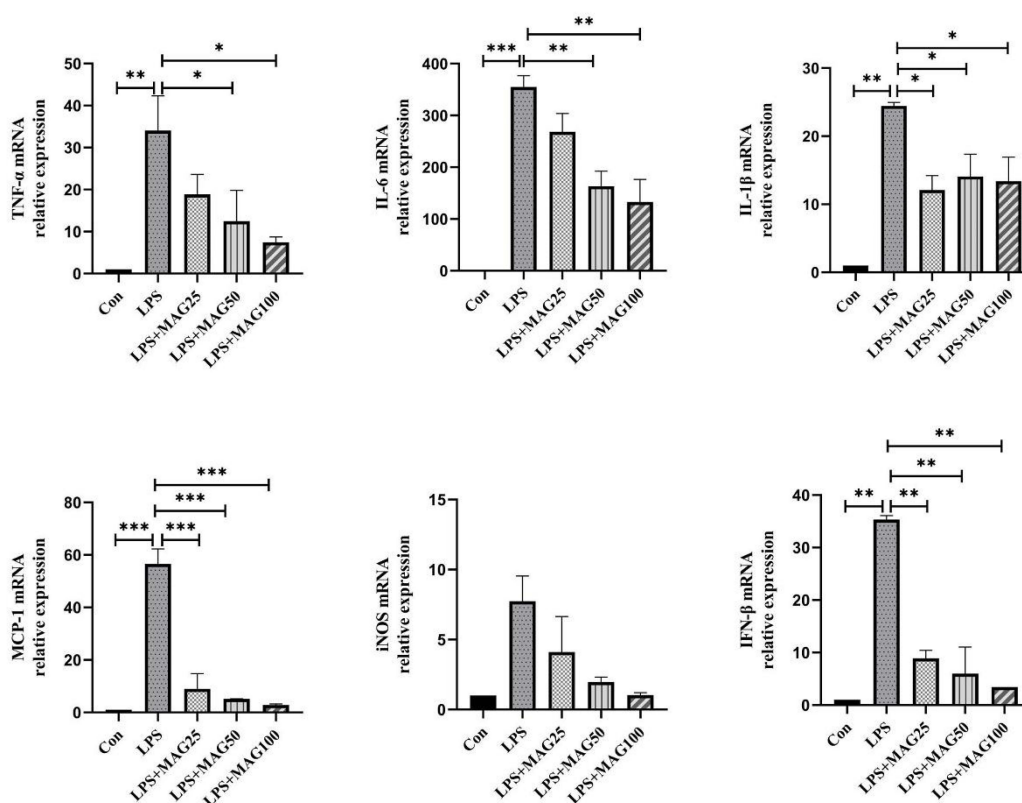 **
*
*
TNF-α mRNA
relative expression
50
40
30
20
10
0
Con
LPS
LPS+MAG25
LPS+MAG50
LPS+MAG100
**
***
**
IL-6 mRNA
relative expression
400
300
200
100
0
Con
LPS
LPS+MAG25
LPS+MAG50
LPS+MAG100
*
*
**
*
IL-1β mRNA
relative expression
30
20
10
0
Con
LPS
LPS+MAG25
LPS+MAG50
LPS+MAG100
***
***
***
***
MCP-1 mRNA
relative expression
80
60
40
20
0
Con
LPS
LPS+MAG25
LPS+MAG50
LPS+MAG100
iNOS mRNA
relative expression
15
10
5
0
Con
LPS
LPS+MAG25
LPS+MAG50
LPS+MAG100
**
**
**
**
IFN-β mRNA
relative expression
40
30
20
10
0
Con
LPS
LPS+MAG25
LPS+MAG50
LPS+MAG100